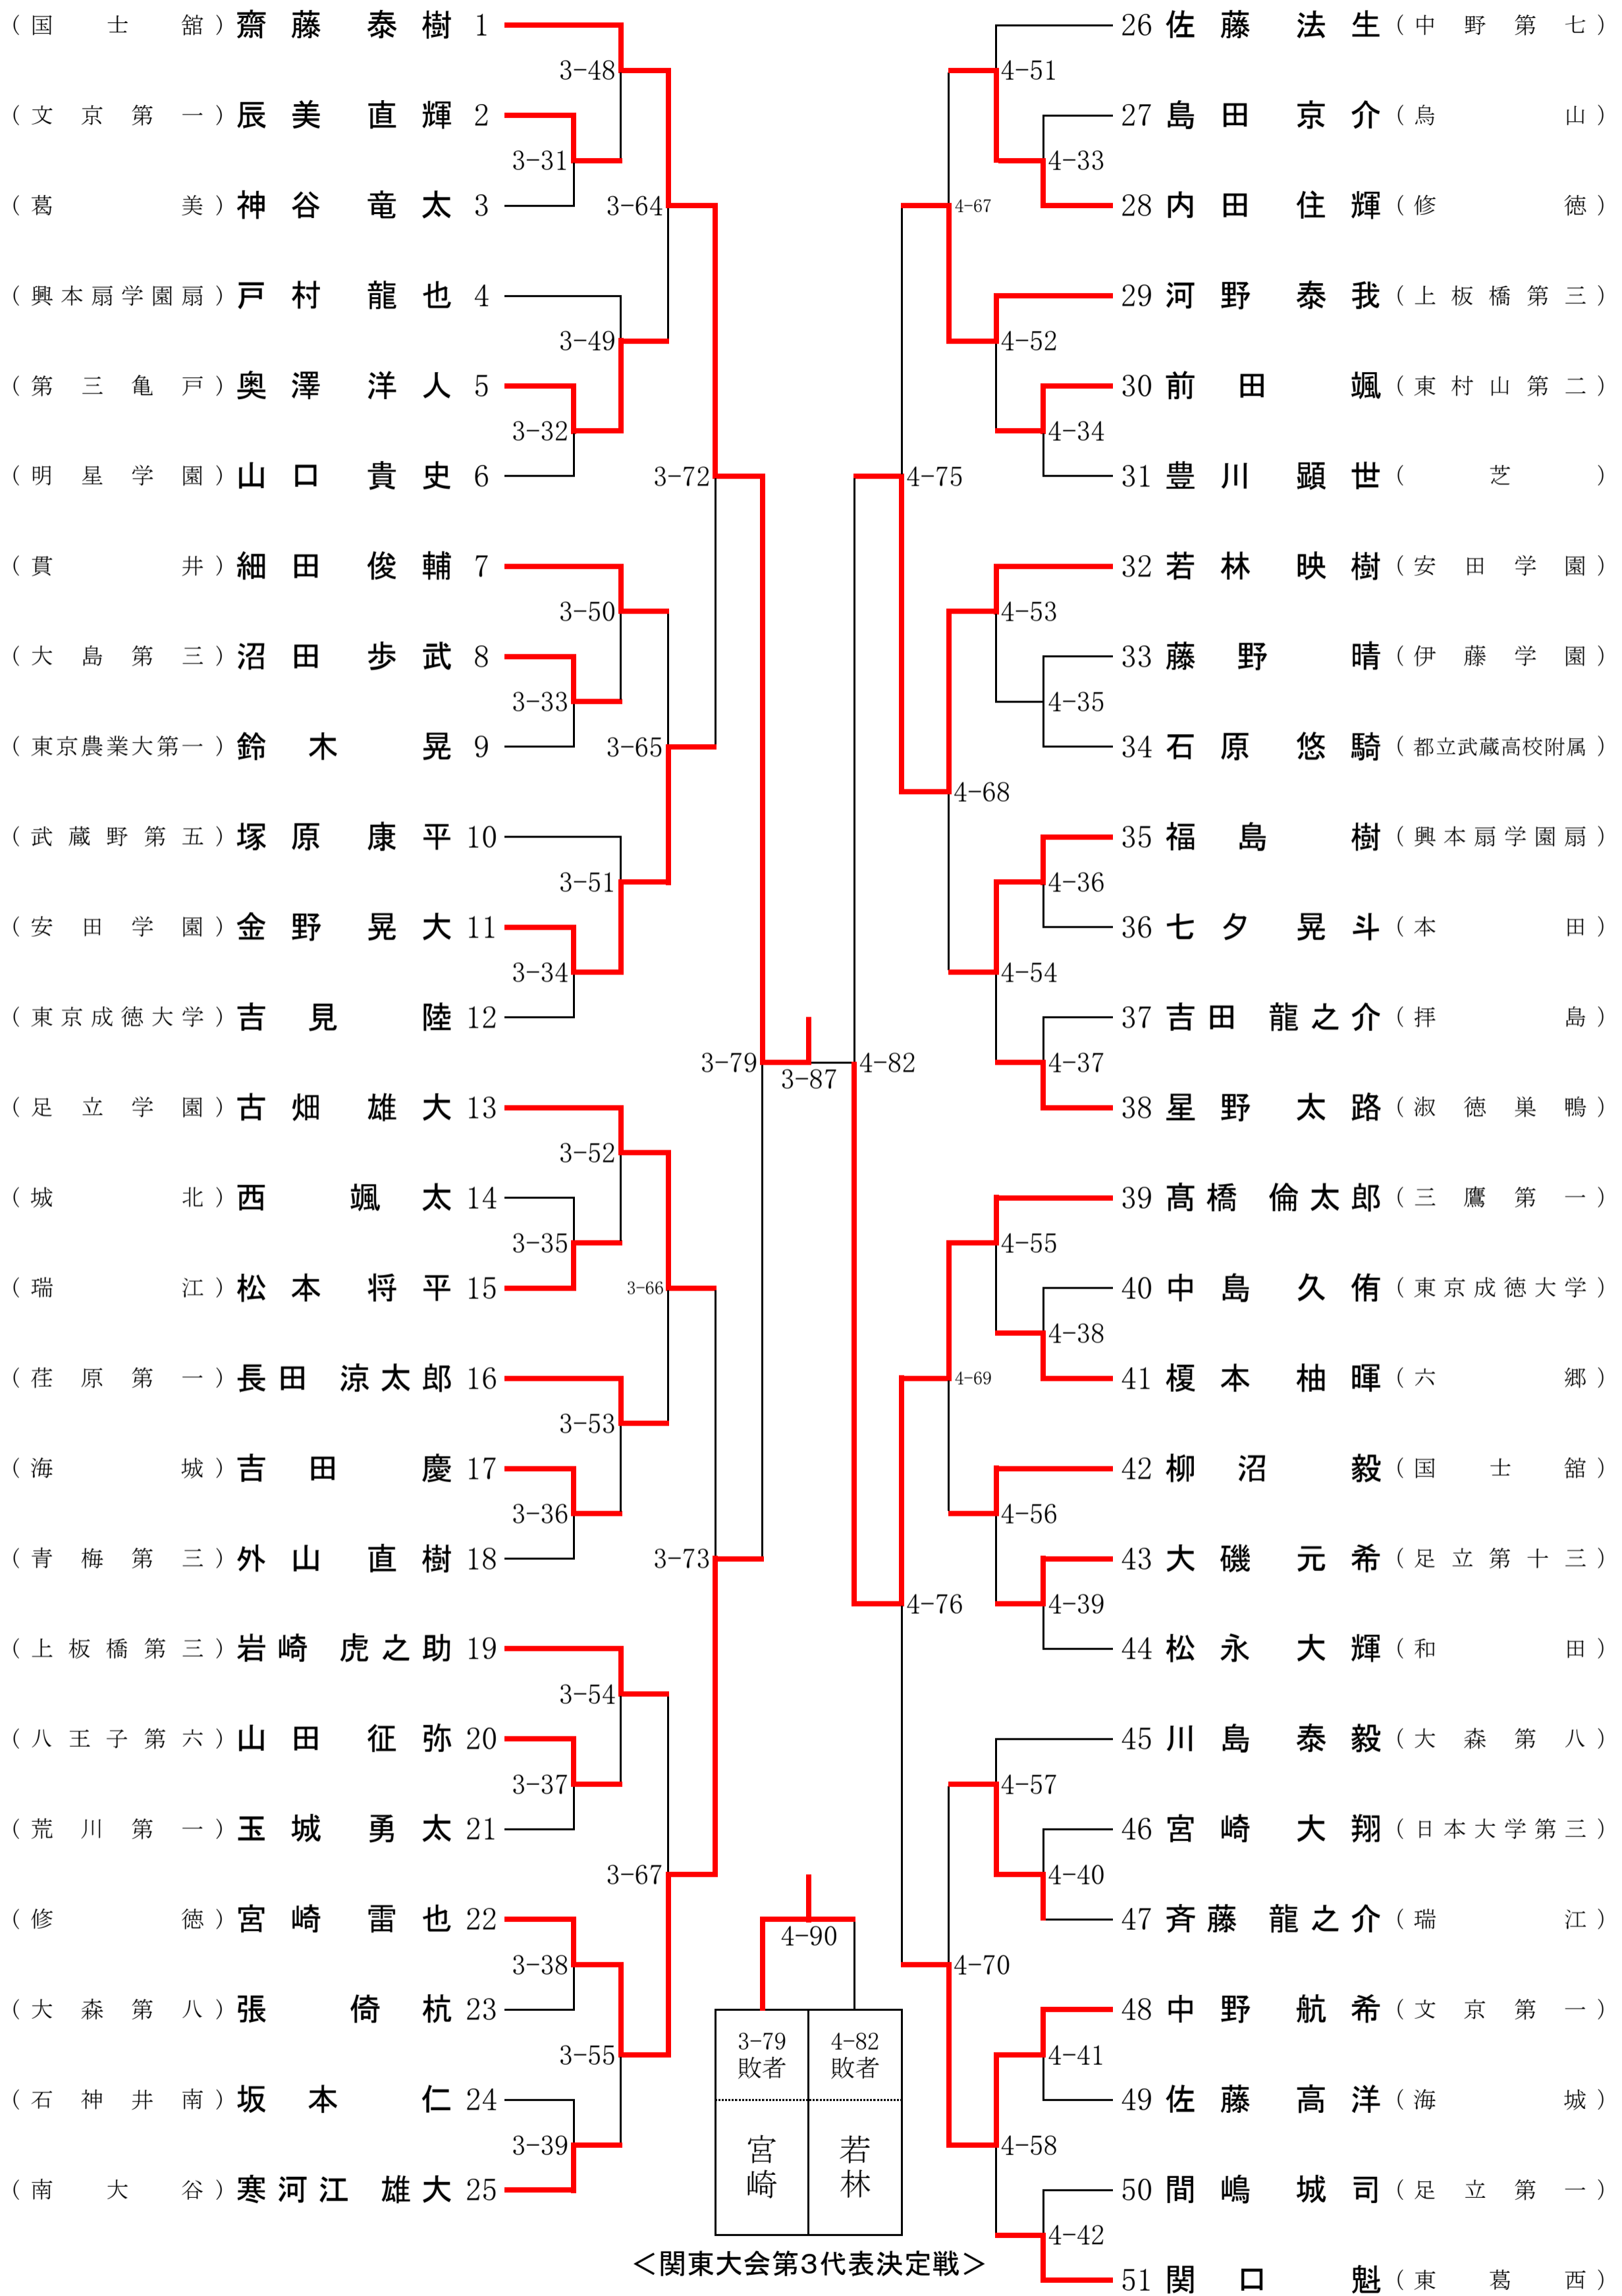 （国士舘）齋藤泰樹 1
3-48
（文京第一）辰美直輝 2
3-31
（葛美）神谷竜太 3
3-64
（興本扇学園扇）戸村龍也 4
3-49
（第三亀戸）奥澤洋人 5
3-32
（明星学園）山口貴史 6
3-72
（貫井）細田俊輔 7
3-50
（大島第三）沼田歩武 8
3-33
（東京農業大第一）鈴木晃 9
3-65
（武蔵野第五）塚原康平 10
3-51
（安田学園）金野晃大 11
3-34
（東京成徳大学）吉見陸 12
3-79
3-87
（足立学園）古畑雄大 13
3-52
（城北）西颯太 14
3-35
（瑞江）松本将平 15
3-66
（荏原第一）長田涼太郎 16
3-53
（海城）吉田慶 17
3-36
（青梅第三）外山直樹 18
3-73
（上板橋第三）岩崎虎之助 19
3-54
（八王子第六）山田征弥 20
3-37
（荒川第一）玉城勇太 21
3-67
（修徳）宮崎雷也 22
3-38
（大森第八）張倚杭 23
3-55
（石神井南）坂本仁 24
3-39
（南大谷）寒河江雄大 25
26 佐藤法生（中野第七）
4-51
27 島田京介（烏山）
4-33
28 内田住輝（修徳）
4-67
29 河野泰我（上板橋第三）
4-52
30 前田颯（東村山第二）
4-34
31 豊川顕世（芝）
4-75
32 若林映樹（安田学園）
4-53
33 藤野晴（伊藤学園）
4-35
34 石原悠騎（都立武蔵高校附属）
4-68
35 福島樹（興本扇学園扇）
4-36
36 七夕晃斗（本田）
4-54
37 吉田龍之介（拝島）
4-37
38 星野太路（淑徳巣鴨）
4-82
39 髙橋倫太郎（三鷹第一）
4-55
40 中島久侑（東京成徳大学）
4-38
41 榎本柚暉（六郷）
4-69
42 柳沼毅（国士舘）
4-56
43 大磯元希（足立第十三）
4-39
44 松永大輝（和田）
4-76
45 川島泰毅（大森第八）
4-57
46 宮崎大翔（日本大学第三）
4-40
47 斉藤龍之介（瑞江）
4-70
48 中野航希（文京第一）
4-41
49 佐藤高洋（海城）
4-58
50 間嶋城司（足立第一）
4-42
51 関口魁（東葛西）
4-90
3-79 敗者
4-82 敗者
宮崎
若林
＜関東大会第3代表決定戦＞